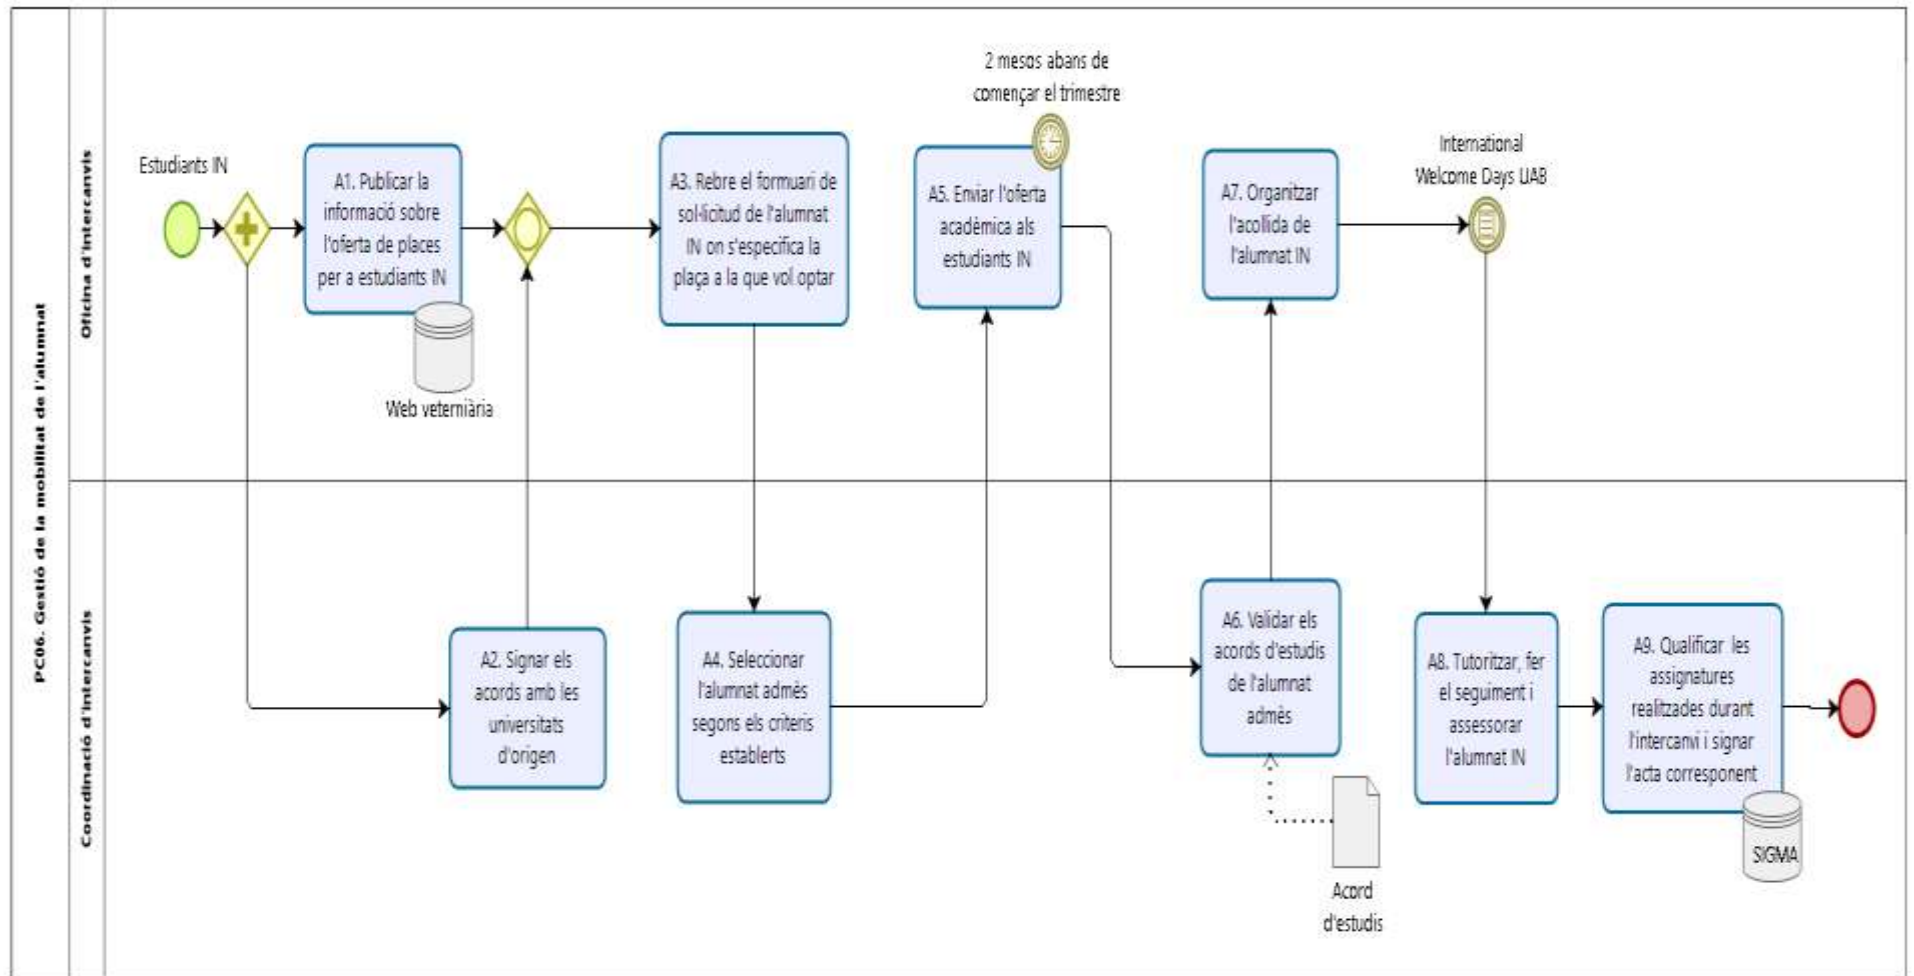 PC06. Gestió de la mobilitat de l'alumnat
Oficina d'Intercanvis
Estudiants IN
A1. Publicar la
informació sobre
l'oferta de places
per a estudiants IN
Web veterniària
A3. Rebre el formuari de
sol·licitud de l'alumnat
IN on s'especifica la
plaça a la que vol optar
2 mesos abans de
començar el trimestre
A5. Enviar l'oferta
acadèmica als
estudiants IN
A7. Organitzar
l'acollida de
l'alumnat IN
International
Welcome Days UAB
Coordinació d'intercanvis
A2. Signar els
acords amb les
universitats
d'origen
A4. Seleccionar
l'alumnat admès
segons els criteris
establerts
A6. Validar els
acords d'estudis
de l'alumnat
admès
Acord
d'estudis
A8. Tutoritzar, fer
el seguiment i
assessorar
l'alumnat IN
A9. Qualificar les
assignatures
realitzades durant
l'intercanvi i signar
l'acta corresponent
SIGMA